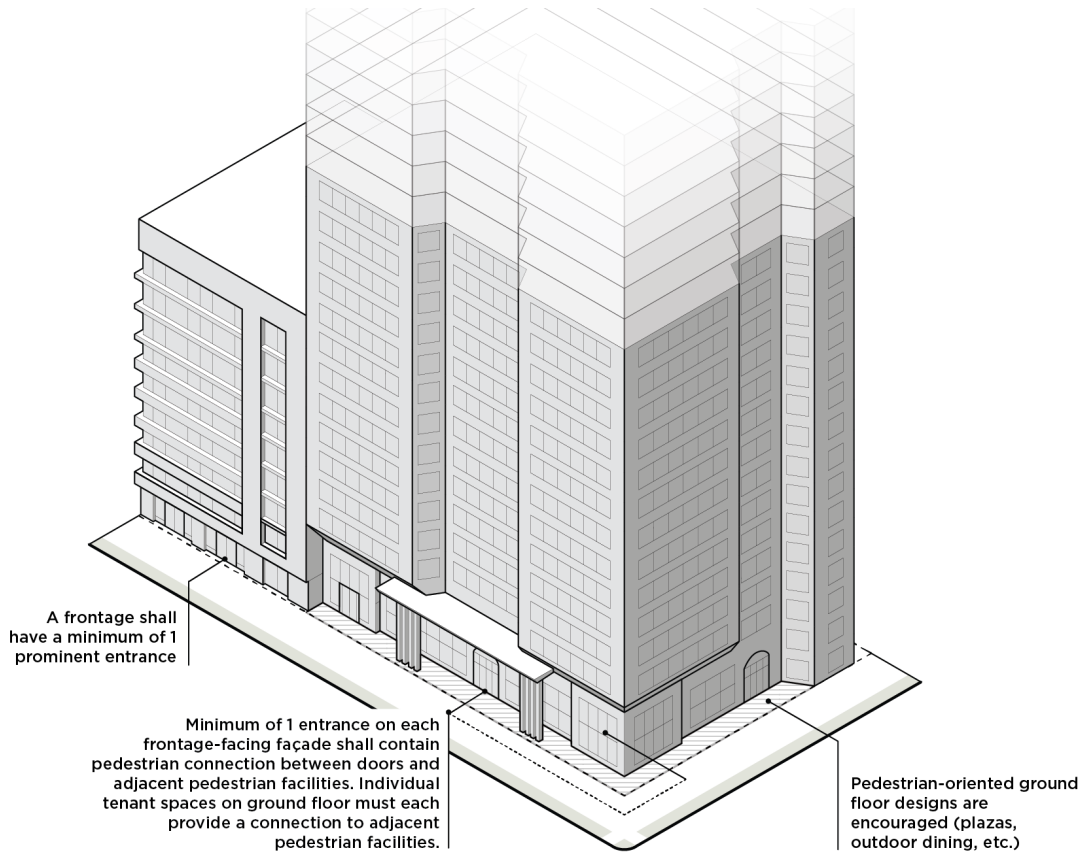 A frontage shall
have a minimum of 1
prominent entrance
Minimum of 1 entrance on each
frontage-facing façade shall contain
pedestrian connection between doors and
adjacent pedestrian facilities. Individual
tenant spaces on ground floor must each
provide a connection to adjacent
pedestrian facilities.
Pedestrian-oriented ground
floor designs are
encouraged (plazas,
outdoor dining, etc.)